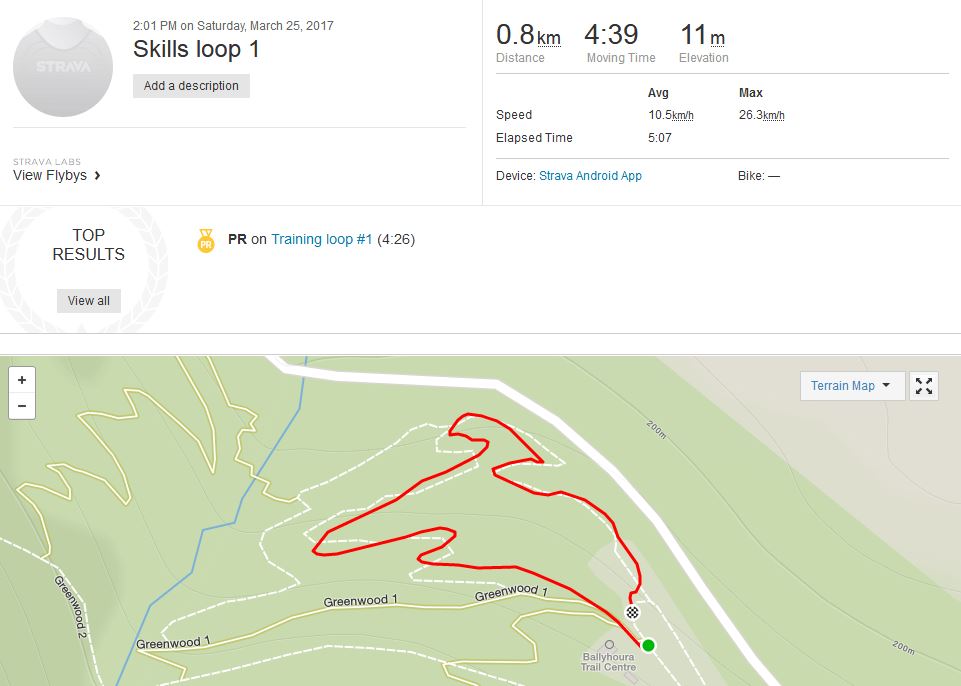 2:01 PM on Saturday, March 25, 2017
Skills loop 1
STRAVA
Add a description
STRAVA LABS
View Flybys
0.8km
Distance
4:39
Moving Time
11m
Elevation
Avg Max
Speed 10.5km/h 26.3km/h
Elapsed Time 5:07
Device: Strava Android App Bike: —
TOP
RESULTS
View all
PR
PR on Training loop #1 (4:26)
+
−
Terrain Map
200m
Greenwood 2
Greenwood 1
Greenwood 1
Greenwood 1
Ballyhoura
Trail Centre
200m